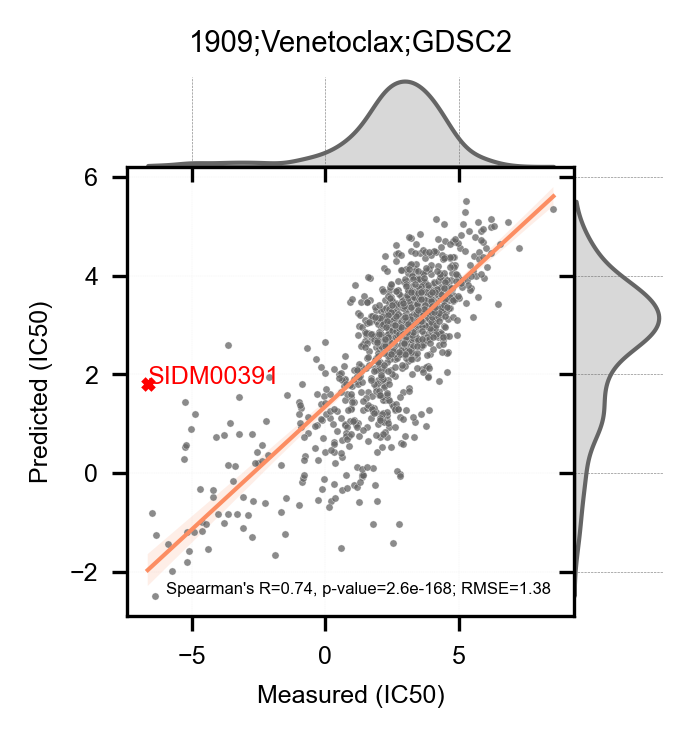 1909;Venetoclax;GDSC2
6
4
2
0
−2
SIDM00391
Spearman's R=0.74, p-value=2.6e-168; RMSE=1.38
−5 0 5
Measured (IC50)
Predicted (IC50)